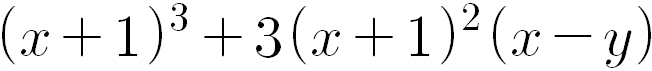 (x + 1)³ + 3(x + 1)²(x − y)